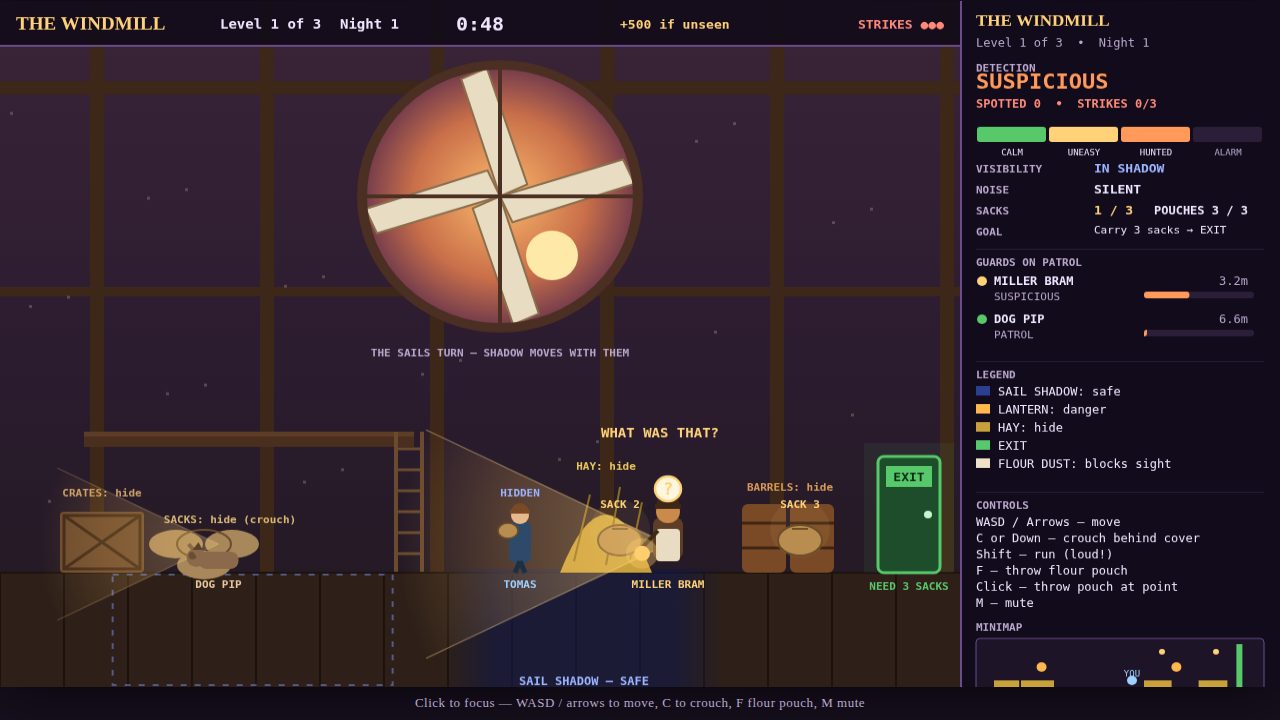 THE WINDMILL
Level 1 of 3 Night 1
0:48
+500 if unseen
STRIKES ●●●
THE SAILS TURN — SHADOW MOVES WITH THEM
WHAT WAS THAT?
HAY: hide
?
CRATES: hide
HIDDEN
BARRELS: hide
EXIT
SACK 2
SACK 3
SACKS: hide (crouch)
DOG PIP
TOMAS
MILLER BRAM
NEED 3 SACKS
SAIL SHADOW — SAFE
THE WINDMILL
Level 1 of 3 • Night 1
DETECTION
SUSPICIOUS
SPOTTED 0 • STRIKES 0/3
CALM UNEASY HUNTED ALARM
VISIBILITY IN SHADOW
NOISE SILENT
SACKS 1 / 3 POUCHES 3 / 3
GOAL Carry 3 sacks → EXIT
GUARDS ON PATROL
MILLER BRAM 3.2m
SUSPICIOUS
DOG PIP 6.6m
PATROL
LEGEND
SAIL SHADOW: safe
LANTERN: danger
HAY: hide
EXIT
FLOUR DUST: blocks sight
CONTROLS
WASD / Arrows — move
C or Down — crouch behind cover
Shift — run (loud!)
F — throw flour pouch
Click — throw pouch at point
M — mute
MINIMAP
YOU
Click to focus — WASD / arrows to move, C to crouch, F flour pouch, M mute